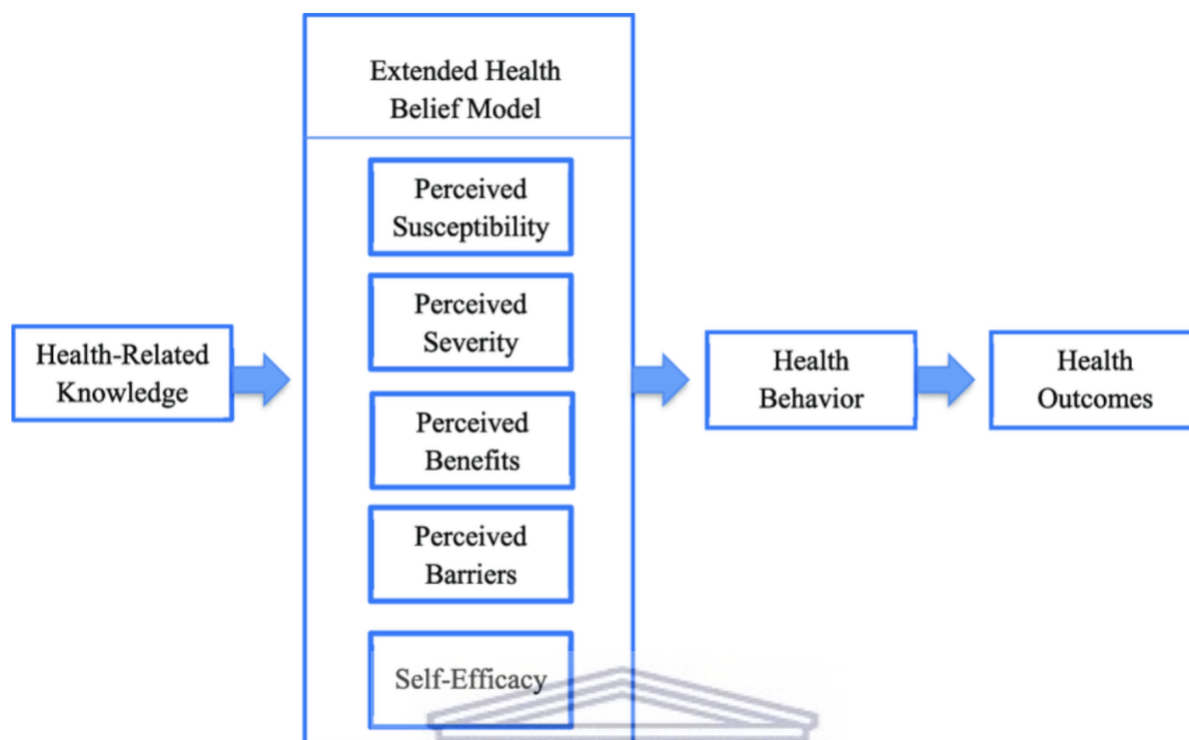 Extended Health
Belief Model
Perceived
Susceptibility
Perceived
Severity
Health-Related
Knowledge
Health
Behavior
Health
Outcomes
Perceived
Benefits
Perceived
Barriers
Self-Efficacy